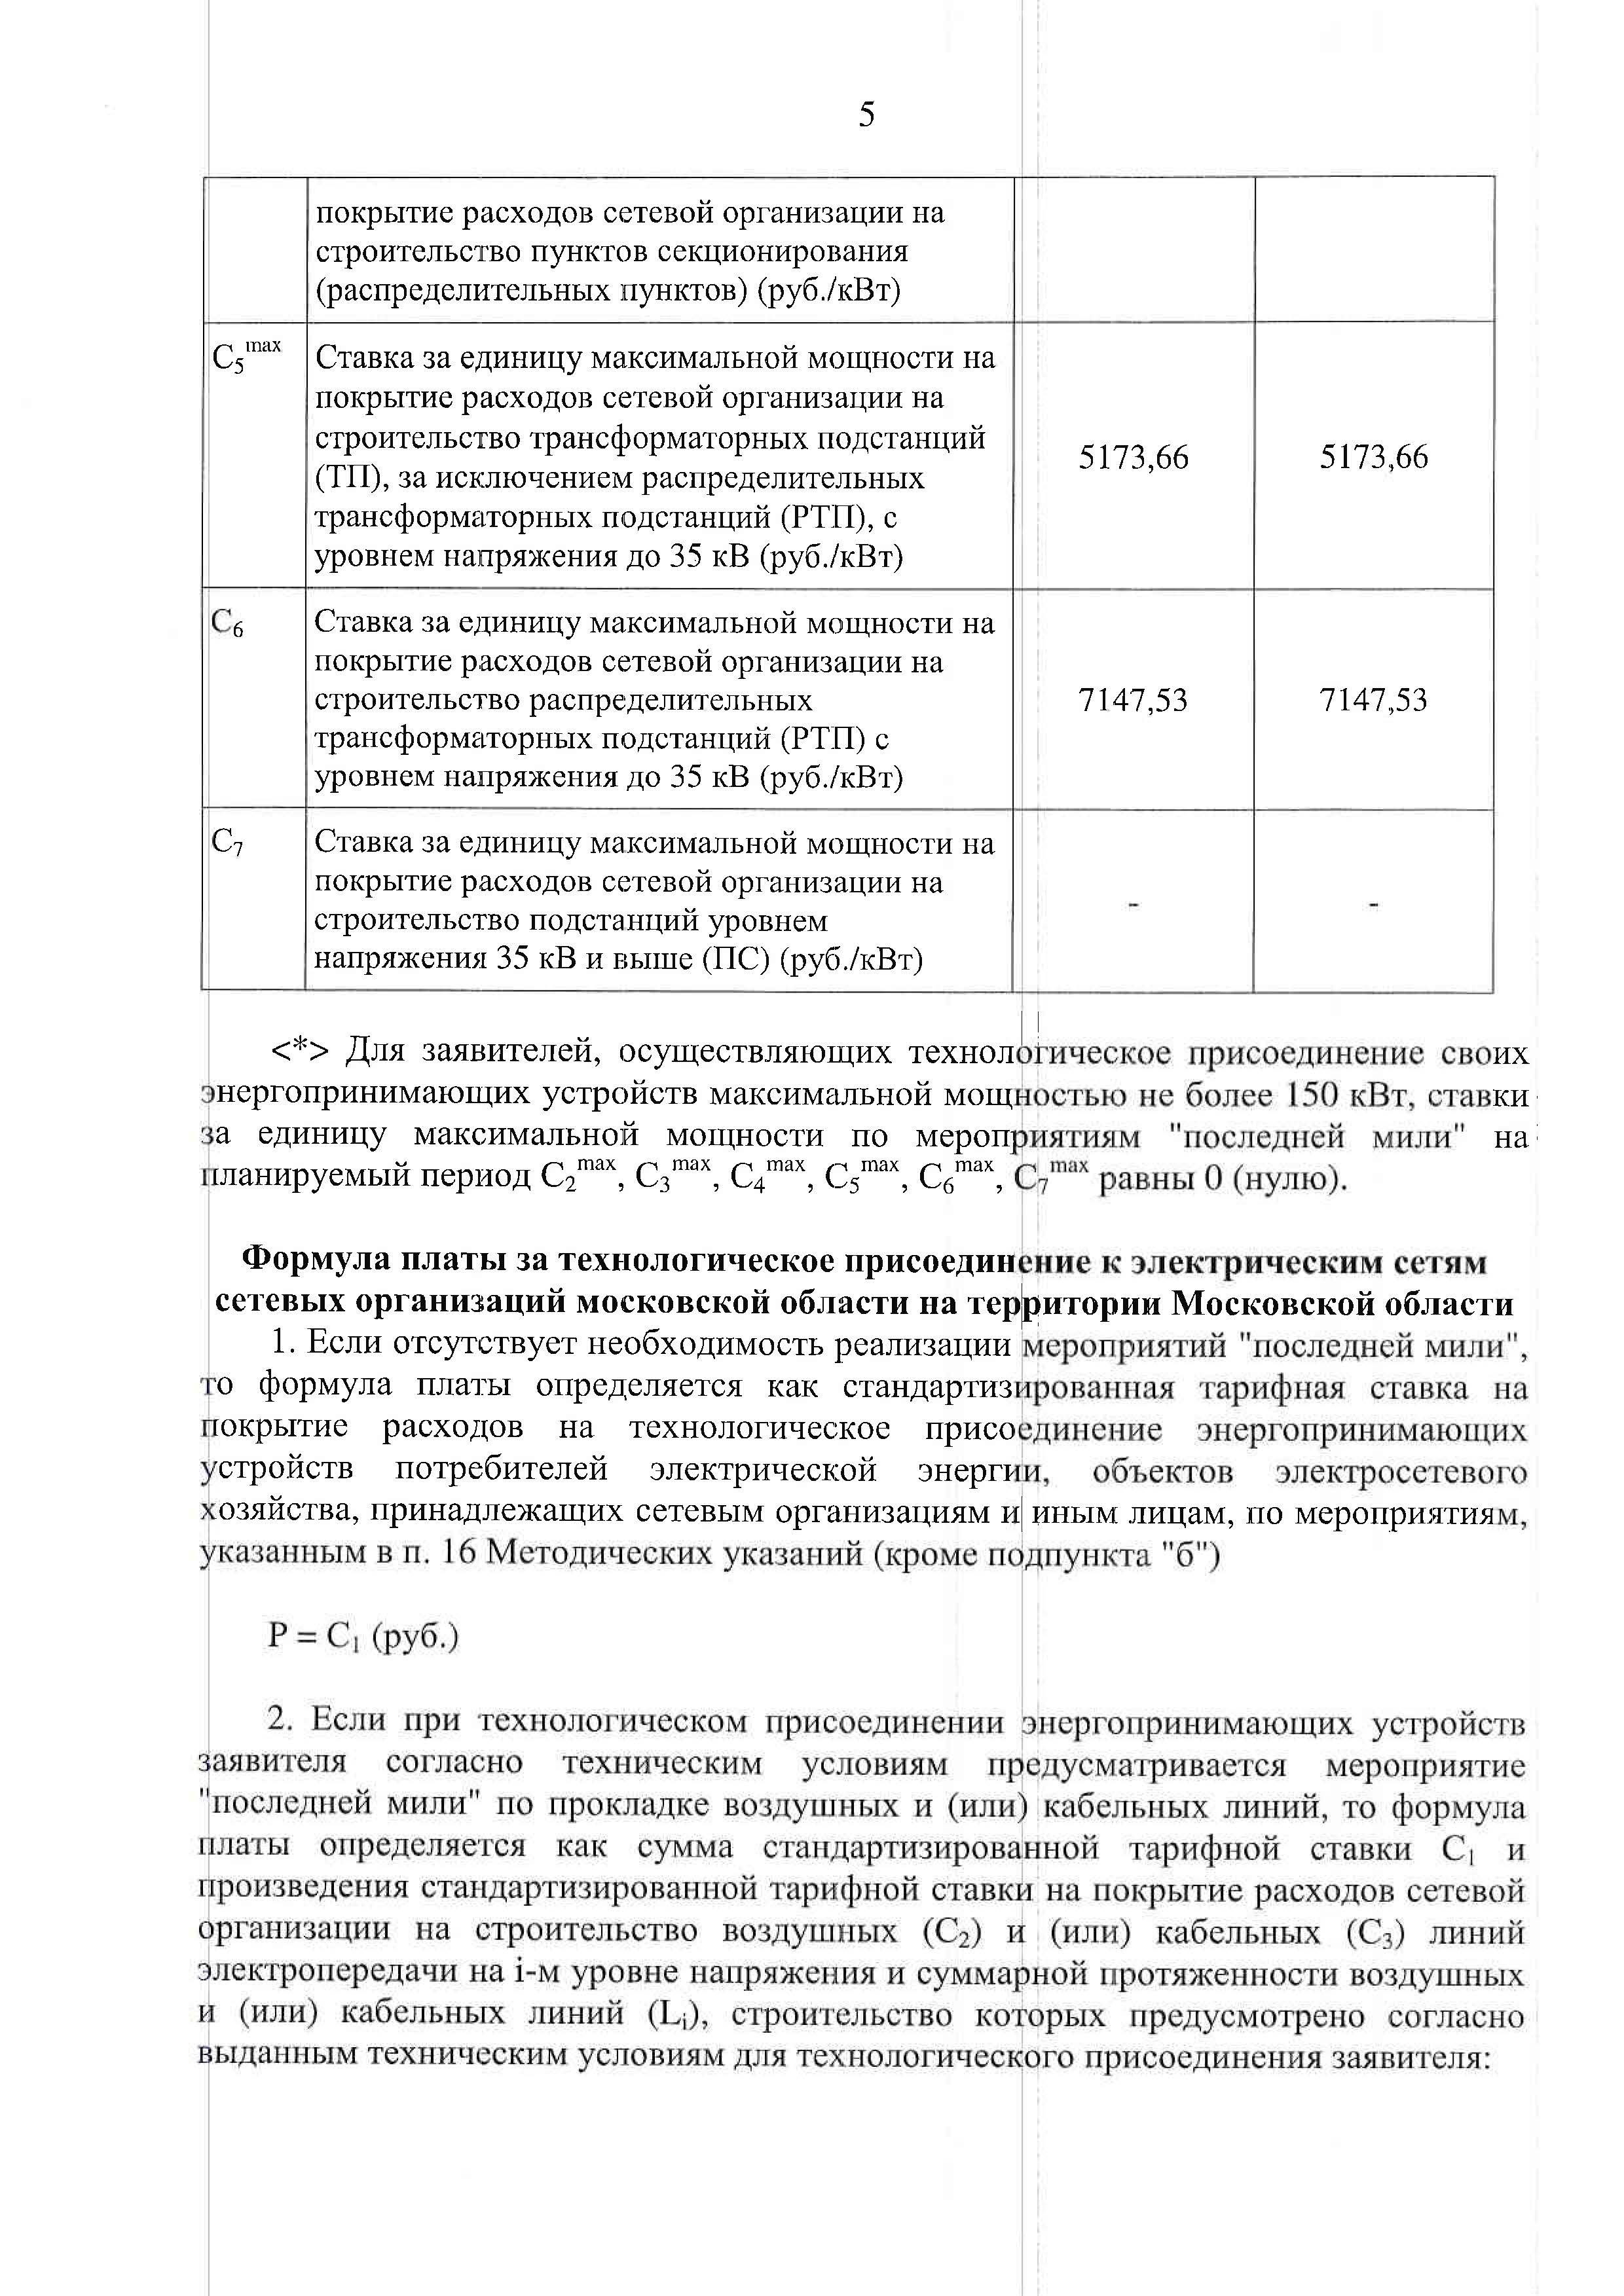 5
покрытие расходов сетевой организации на
строительство пунктов секционирования
(распределительных пунктов) (руб./кВт)
C₅ᵐᵃˣ
Ставка за единицу максимальной мощности на
покрытие расходов сетевой организации на
строительство трансформаторных подстанций
(ТП), за исключением распределительных
трансформаторных подстанций (РТП), с
уровнем напряжения до 35 кВ (руб./кВт)
5173,66
5173,66
C₆
Ставка за единицу максимальной мощности на
покрытие расходов сетевой организации на
строительство распределительных
трансформаторных подстанций (РТП) с
уровнем напряжения до 35 кВ (руб./кВт)
7147,53
7147,53
C₇
Ставка за единицу максимальной мощности на
покрытие расходов сетевой организации на
строительство подстанций уровнем
напряжения 35 кВ и выше (ПС) (руб./кВт)
-
-
<*> Для заявителей, осуществляющих технологическое присоединение своих
энергопринимающих устройств максимальной мощностью не более 150 кВт, ставки
за единицу максимальной мощности по мероприятиям "последней мили" на
планируемый период C₂ᵐᵃˣ, C₃ᵐᵃˣ, C₄ᵐᵃˣ, C₅ᵐᵃˣ, C₆ᵐᵃˣ, C₇ᵐᵃˣ равны 0 (нулю).
Формула платы за технологическое присоединение к электрическим сетям
сетевых организаций московской области на территории Московской области
1. Если отсутствует необходимость реализации мероприятий "последней мили",
то формула платы определяется как стандартизированная тарифная ставка на
покрытие расходов на технологическое присоединение энергопринимающих
устройств потребителей электрической энергии, объектов электросетевого
хозяйства, принадлежащих сетевым организациям и иным лицам, по мероприятиям,
указанным в п. 16 Методических указаний (кроме подпункта "б")
P = C₁ (руб.)
2. Если при технологическом присоединении энергопринимающих устройств
заявителя согласно техническим условиям предусматривается мероприятие
"последней мили" по прокладке воздушных и (или) кабельных линий, то формула
платы определяется как сумма стандартизированной тарифной ставки C₁ и
произведения стандартизированной тарифной ставки на покрытие расходов сетевой
организации на строительство воздушных (C₂) и (или) кабельных (C₃) линий
электропередачи на i-м уровне напряжения и суммарной протяженности воздушных
и (или) кабельных линий (Lᵢ), строительство которых предусмотрено согласно
выданным техническим условиям для технологического присоединения заявителя: